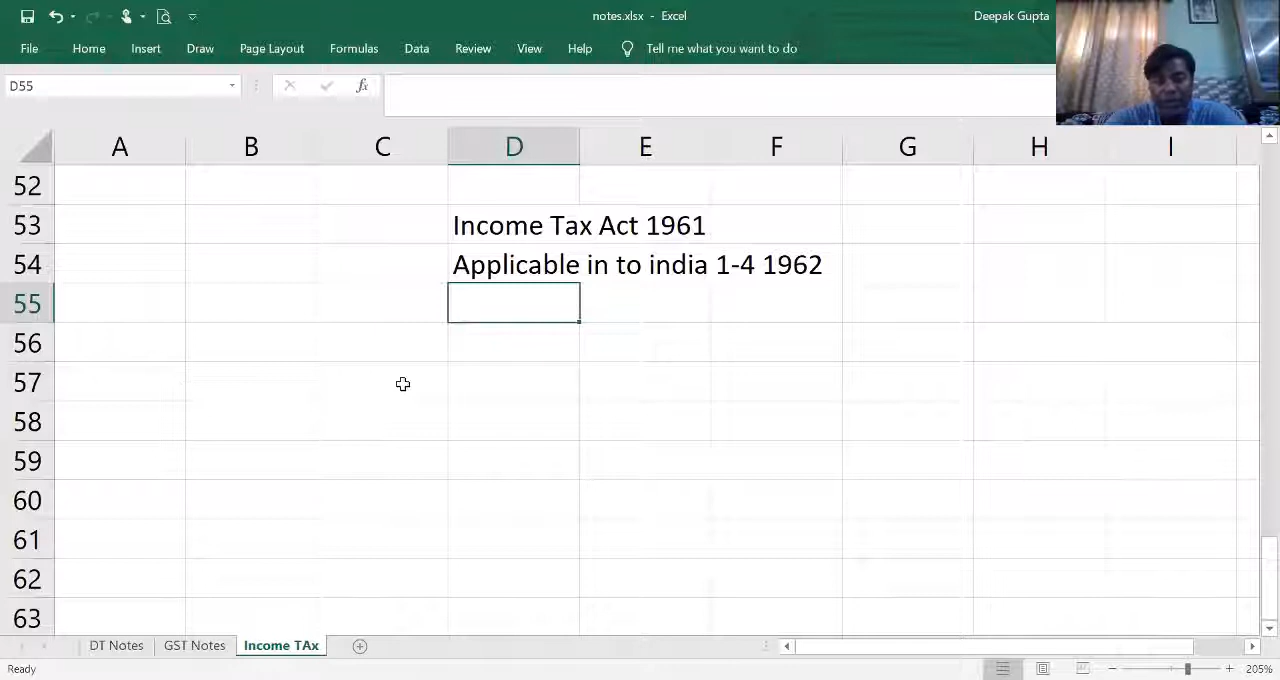 notes.xlsx - Excel
Deepak Gupta
File Home Insert Draw Page Layout Formulas Data Review View Help Tell me what you want to do
D55
fx
A B C D E F G H I
52
53 Income Tax Act 1961
54 Applicable in to india 1-4 1962
55
56
57
58
59
60
61
62
63
DT Notes GST Notes Income TAx
Ready
205%